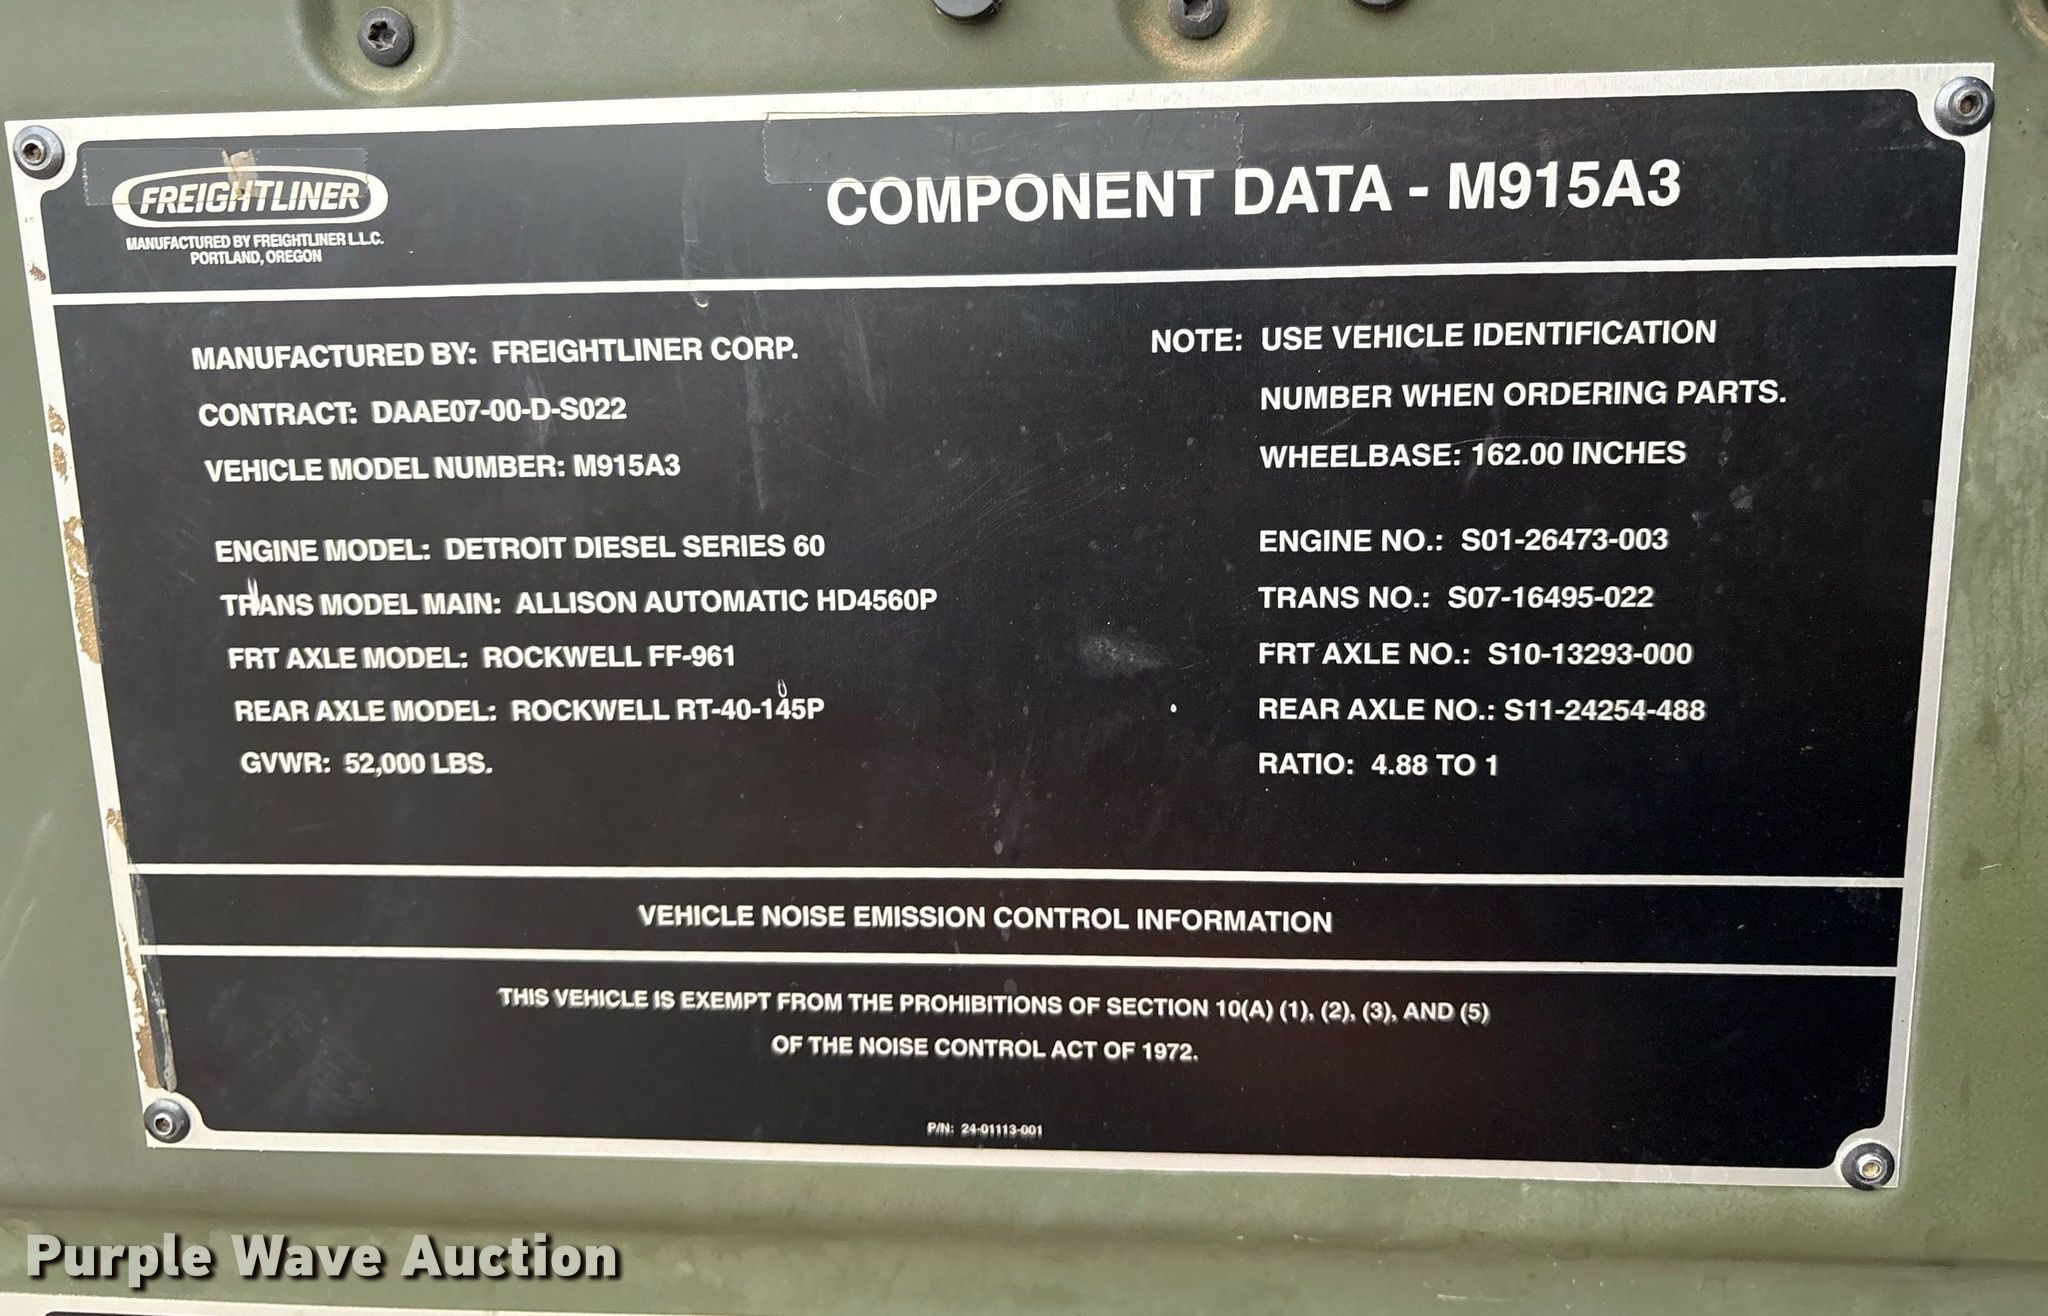 FREIGHTLINER
MANUFACTURED BY FREIGHTLINER L.L.C.
PORTLAND, OREGON
COMPONENT DATA - M915A3
MANUFACTURED BY: FREIGHTLINER CORP.
CONTRACT: DAAE07-00-D-S022
VEHICLE MODEL NUMBER: M915A3
ENGINE MODEL: DETROIT DIESEL SERIES 60
TRANS MODEL MAIN: ALLISON AUTOMATIC HD4560P
FRT AXLE MODEL: ROCKWELL FF-961
REAR AXLE MODEL: ROCKWELL RT-40-145P
GVWR: 52,000 LBS.
NOTE: USE VEHICLE IDENTIFICATION
NUMBER WHEN ORDERING PARTS.
WHEELBASE: 162.00 INCHES
ENGINE NO.: S01-26473-003
TRANS NO.: S07-16495-022
FRT AXLE NO.: S10-13293-000
REAR AXLE NO.: S11-24254-488
RATIO: 4.88 TO 1
VEHICLE NOISE EMISSION CONTROL INFORMATION
THIS VEHICLE IS EXEMPT FROM THE PROHIBITIONS OF SECTION 10(A) (1), (2), (3), AND (5)
OF THE NOISE CONTROL ACT OF 1972.
P/N: 24-01113-001
Purple Wave Auction